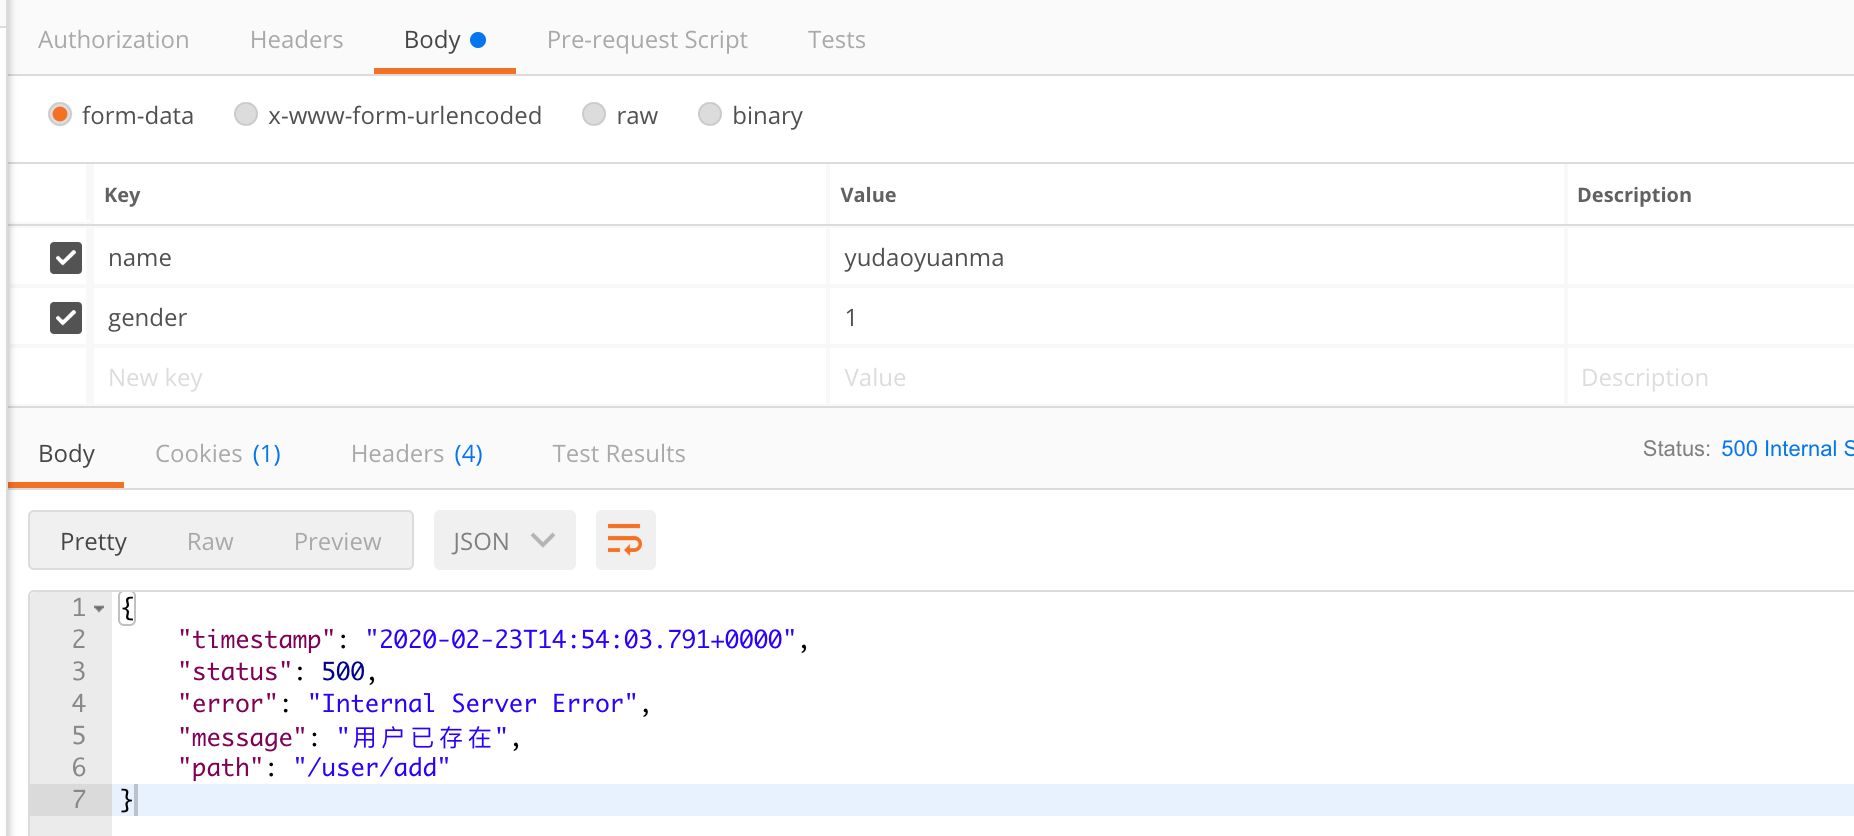 Authorization Headers Body Pre-request Script Tests
form-data x-www-form-urlencoded raw binary
Key Value Description
name yudaoyuanma
gender 1
New key Value Description
Body Cookies (1) Headers (4) Test Results Status: 500 Internal S
Pretty Raw Preview JSON
1 {
2 "timestamp": "2020-02-23T14:54:03.791+0000",
3 "status": 500,
4 "error": "Internal Server Error",
5 "message": "用户已存在",
6 "path": "/user/add"
7 }